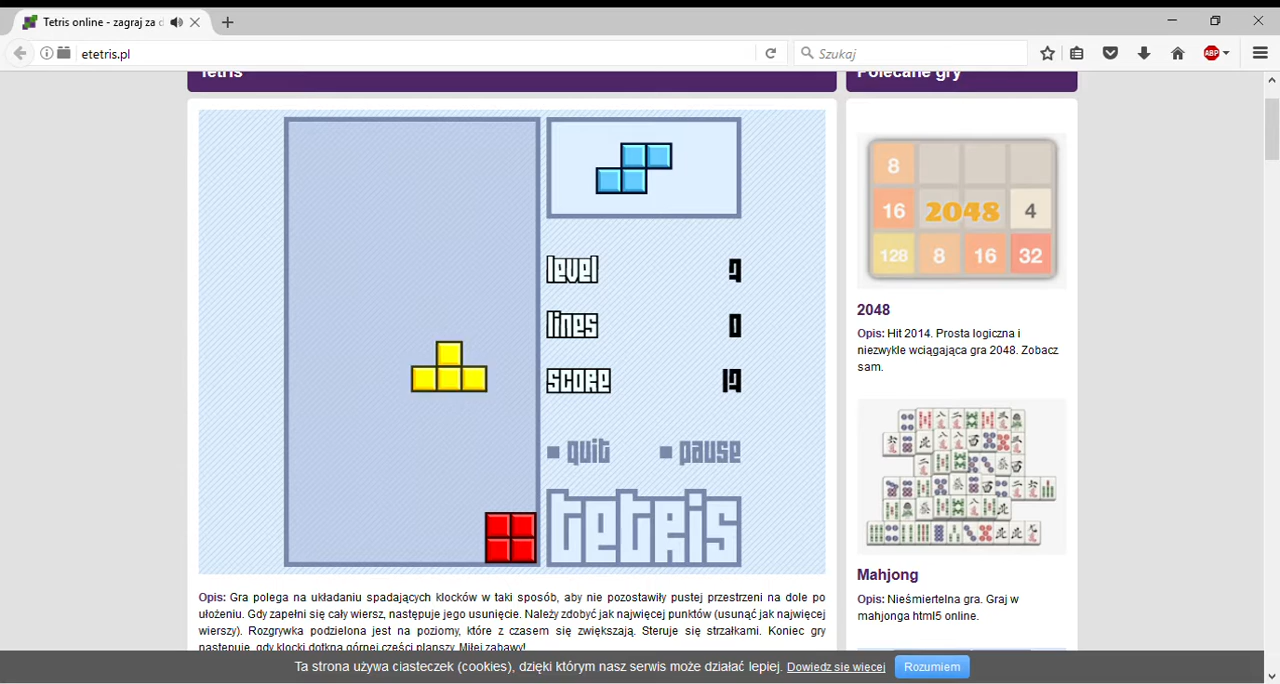 Tetris online - zagraj za d
etetris.pl
Szukaj
ABP
Tetris
Polecane gry
level 9
lines 0
score 19
quit pause
tetris
8
16 2048 4
128 8 16 32
2048
Opis: Hit 2014. Prosta logiczna i
niezwykle wciągająca gra 2048. Zobacz
sam.
Mahjong
Opis: Nieśmiertelna gra. Graj w
mahjonga html5 online.
Opis: Gra polega na układaniu spadających klocków w taki sposób, aby nie pozostawiły pustej przestrzeni na dole po
ułożeniu. Gdy zapełni się cały wiersz, następuje jego usunięcie. Należy zdobyć jak najwięcej punktów (usunąć jak najwięcej
wierszy). Rozgrywka podzielona jest na poziomy, które z czasem się zwiększają. Steruje się strzałkami. Koniec gry
następuje, gdy klocki dotkną górnej części planszy. Miłej zabawy!
Ta strona używa ciasteczek (cookies), dzięki którym nasz serwis może działać lepiej. Dowiedz się więcej Rozumiem